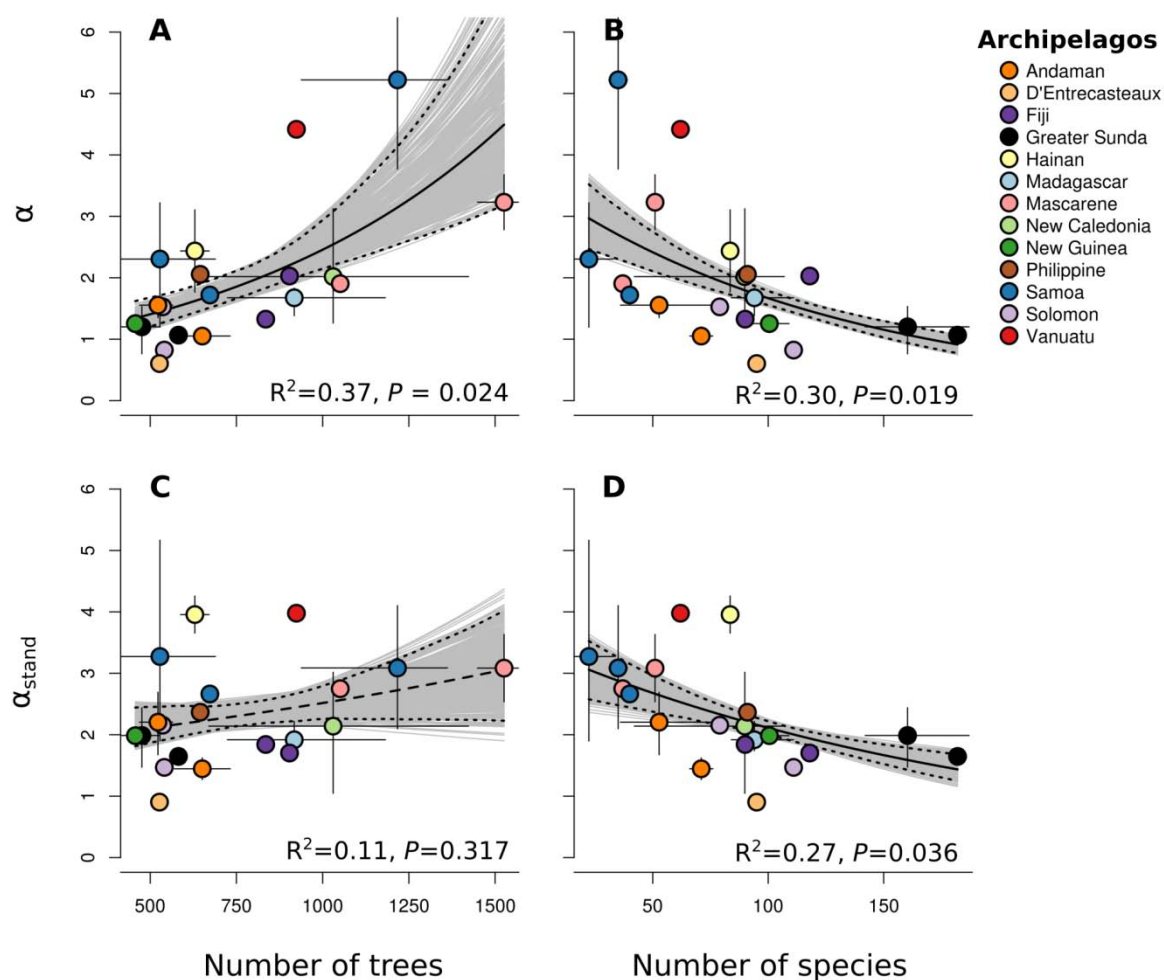 A
B
Archipelagos
Andaman
D'Entrecasteaux
Fiji
Greater Sunda
Hainan
Madagascar
Mascarene
New Caledonia
New Guinea
Philippine
Samoa
Solomon
Vanuatu
6
5
4
3
2
1
0
α
R²=0.37, P = 0.024
R²=0.30, P=0.019
C
D
6
5
4
3
2
1
0
αstand
R²=0.11, P=0.317
R²=0.27, P=0.036
500 750 1000 1250 1500
50 100 150
Number of trees
Number of species